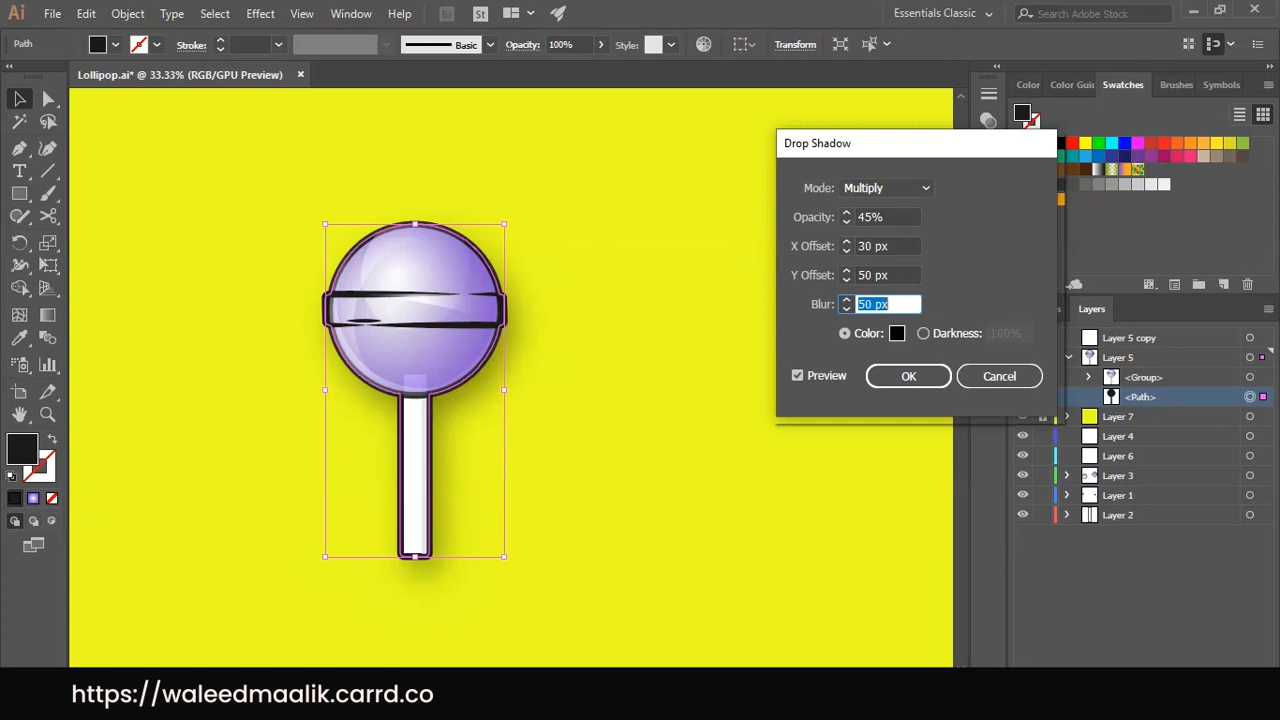 Ai File Edit Object Type Select Effect View Window Help Br St Essentials Classic Search Adobe Stock
Path Stroke: Basic Opacity: 100% Style: Transform
Lollipop.ai* @ 33.33% (RGB/GPU Preview)
Color Color Guid Swatches Brushes Symbols
Drop Shadow
Mode: Multiply
Opacity: 45%
X Offset: 30 px
Y Offset: 50 px
Blur: 50 px
Color: Darkness: 100%
Preview OK Cancel
Layers
Layer 5 copy
Layer 5
<Group>
<Path>
Layer 7
Layer 4
Layer 6
Layer 3
Layer 1
Layer 2
https://waleedmaalik.carrd.co